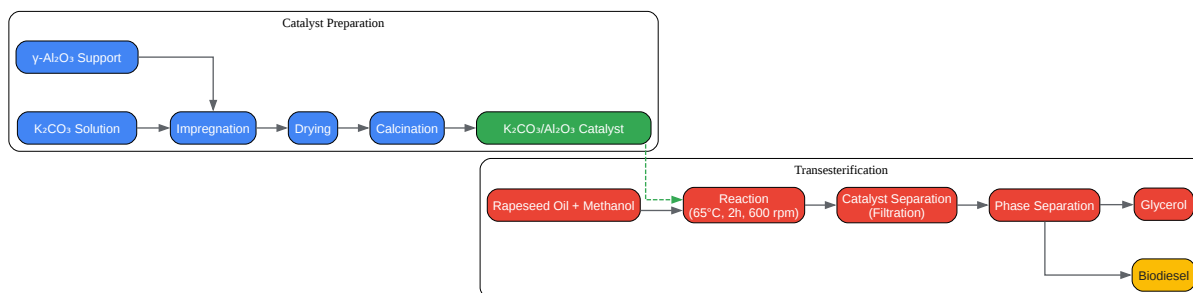 Catalyst Preparation
γ-Al₂O₃ Support
K₂CO₃ Solution
Impregnation
Drying
Calcination
K₂CO₃/Al₂O₃ Catalyst
Transesterification
Rapeseed Oil + Methanol
Reaction
(65°C, 2h, 600 rpm)
Catalyst Separation
(Filtration)
Phase Separation
Glycerol
Biodiesel